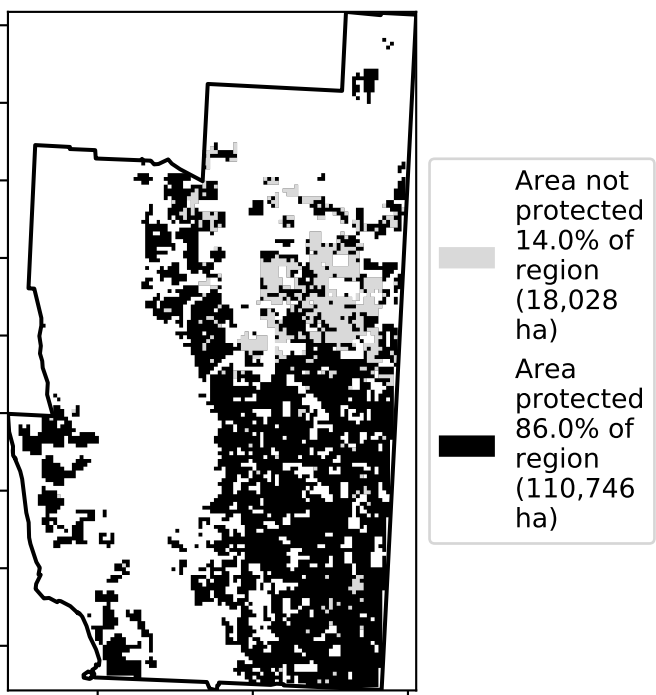 Area not
protected
14.0% of
region
(18,028
ha)
Area
protected
86.0% of
region
(110,746
ha)